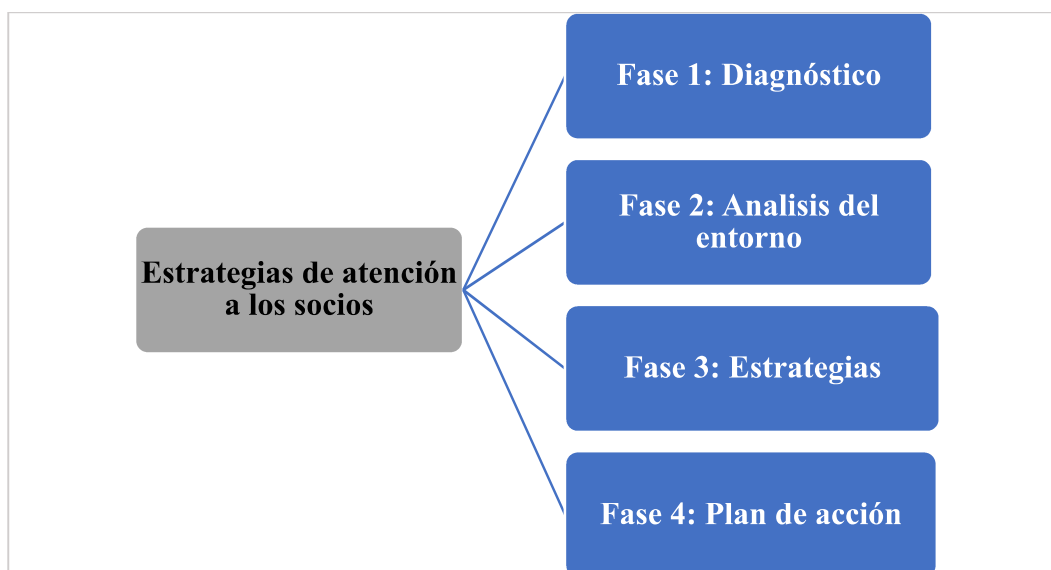 Estrategias de atención
a los socios
Fase 1: Diagnóstico
Fase 2: Analisis del
entorno
Fase 3: Estrategias
Fase 4: Plan de acción